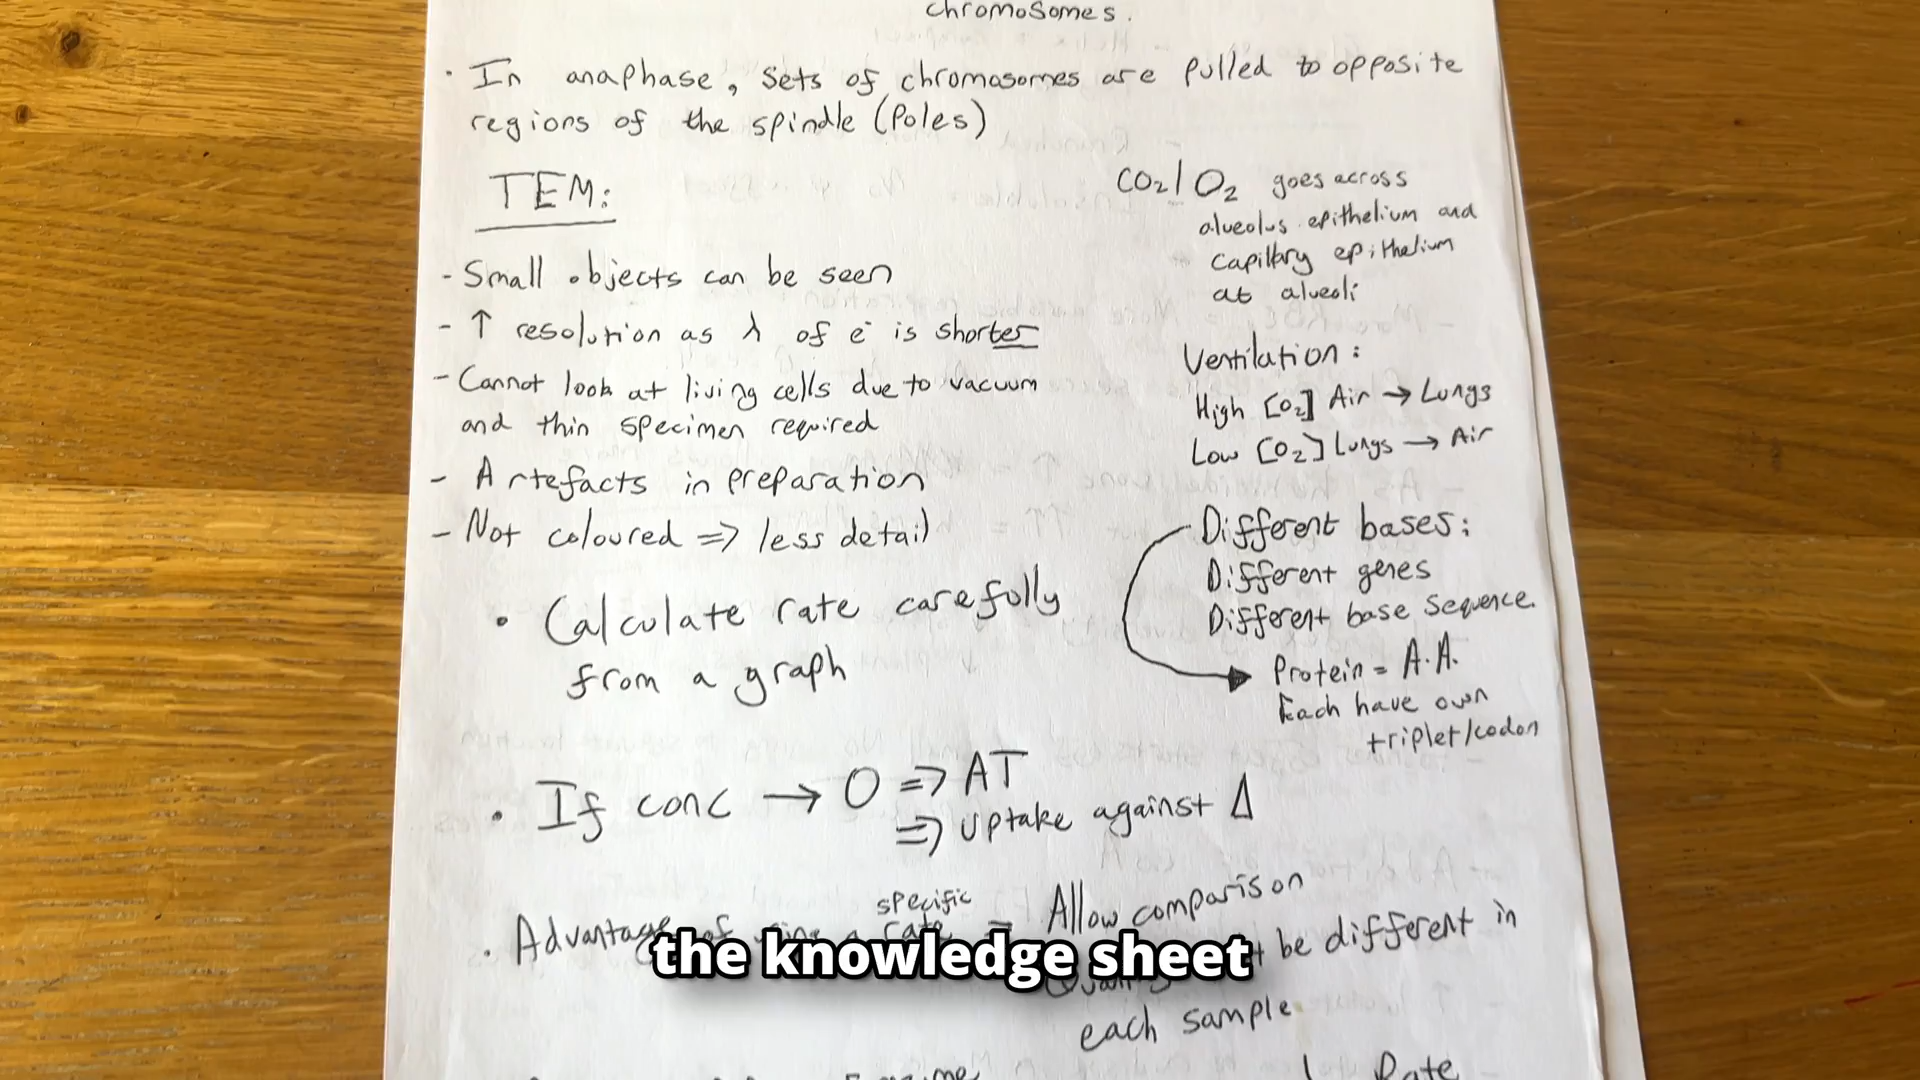 chromosomes.
· In anaphase, sets of chromosomes are pulled to opposite
regions of the spindle (Poles)
TEM:
- Small objects can be seen
- ↑ resolution as λ of e⁻ is shorter
- Cannot look at living cells due to vacuum
and thin specimen required
- Artefacts in preparation
- Not coloured => less detail
· Calculate rate carefully
from a graph
CO₂/O₂ goes across
alveolus epithelium and
capillary epithelium
at alveoli
Ventilation:
High [O₂] Air → Lungs
Low [O₂] Lungs → Air
Different bases:
Different genes
Different base sequence.
Protein = A.A.
Each have own
triplet/codon
· If conc → 0 => AT
=> uptake against Δ
specific
· Advantage of using a rate = Allow comparison
be different in
each sample.
the knowledge sheet
Rate